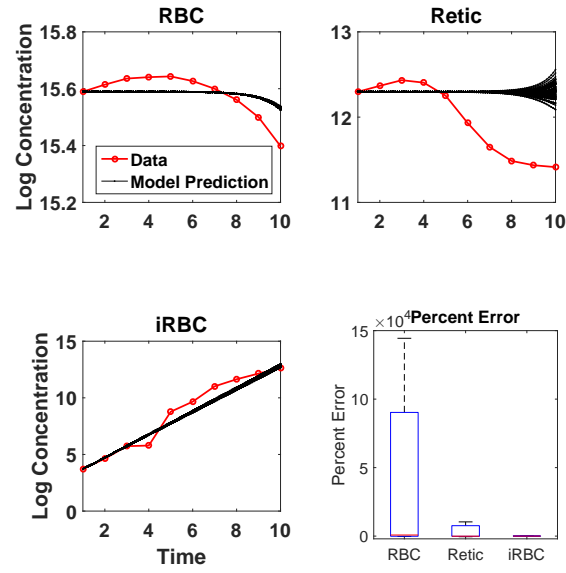 RBC
Log Concentration
15.8
15.6
15.4
15.2
2 4 6 8 10
Data
Model Prediction
Retic
13
12
11
2 4 6 8 10
iRBC
Log Concentration
15
10
5
0
2 4 6 8 10
Time
×10⁴ Percent Error
Percent Error
15
10
5
0
RBC Retic iRBC